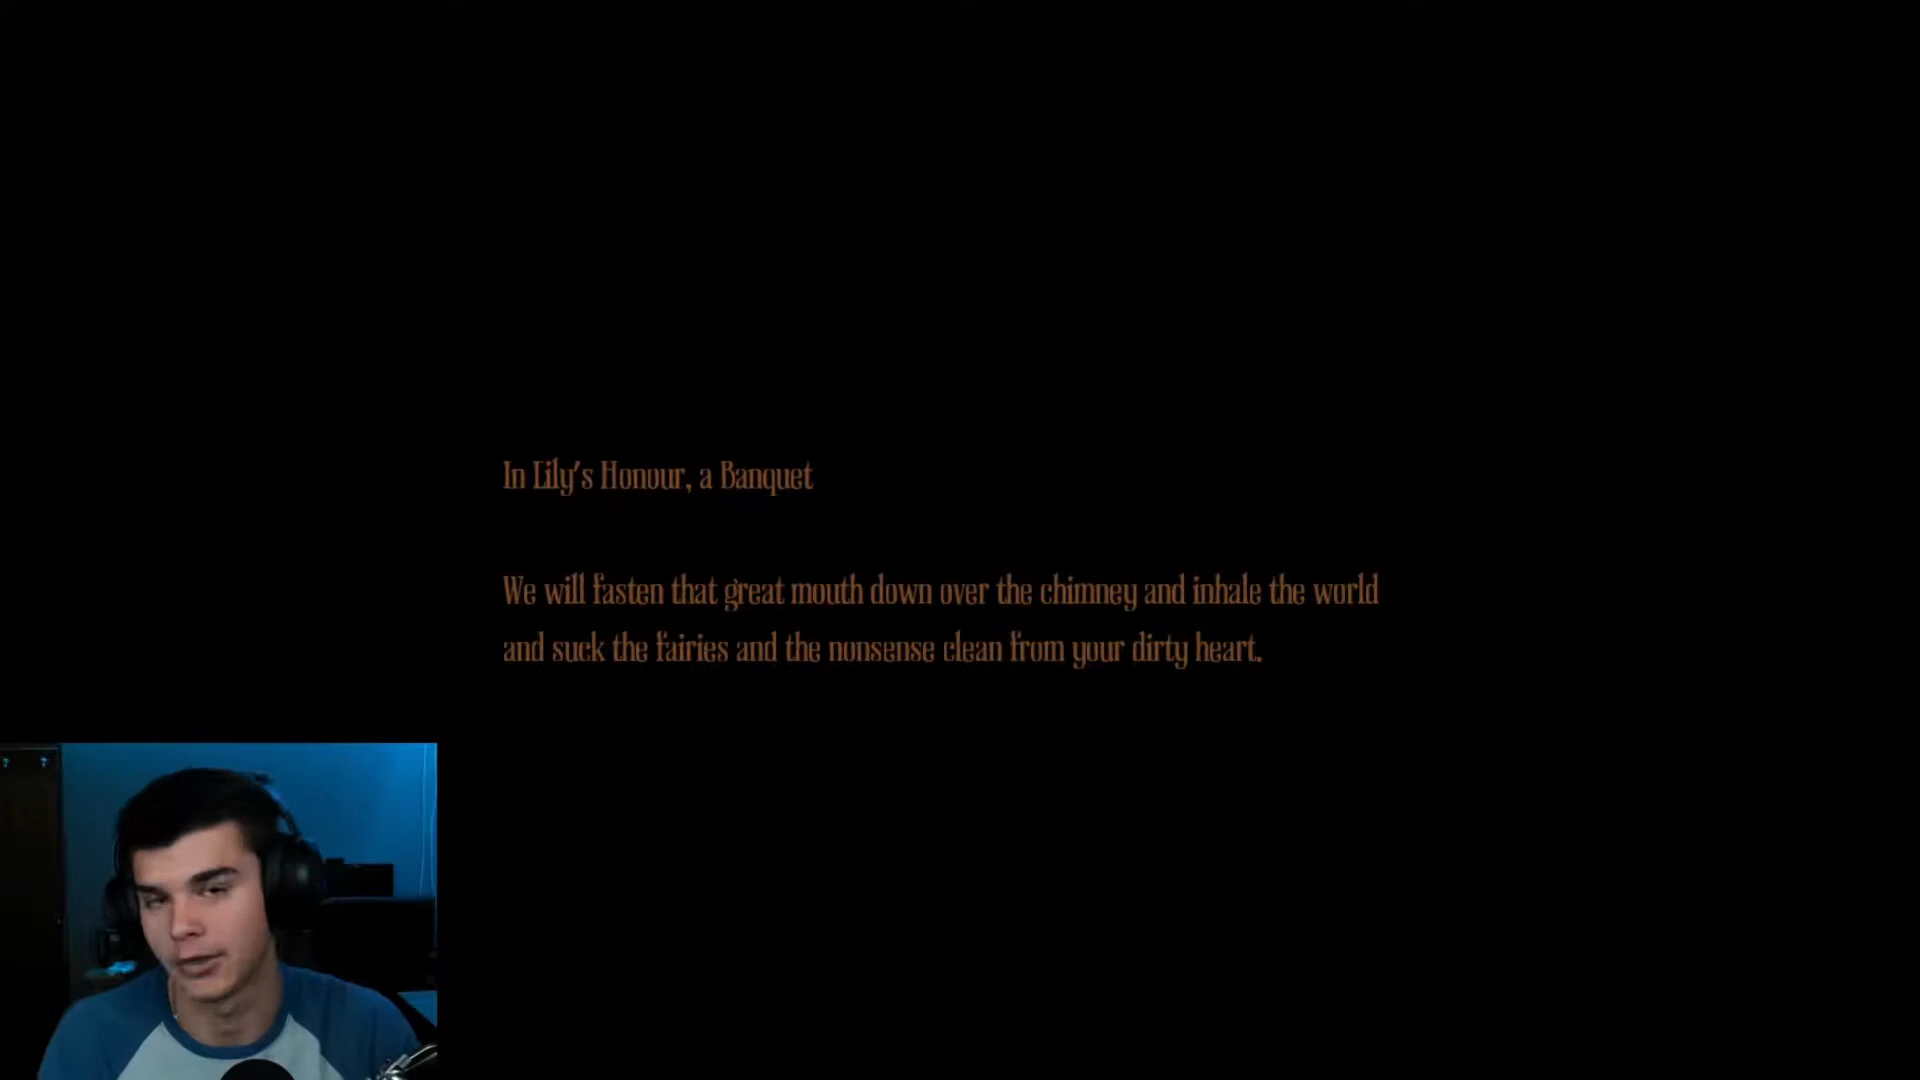 In Lily's Honour, a Banquet
We will fasten that great mouth down over the chimney and inhale the world
and suck the fairies and the nonsense clean from your dirty heart.